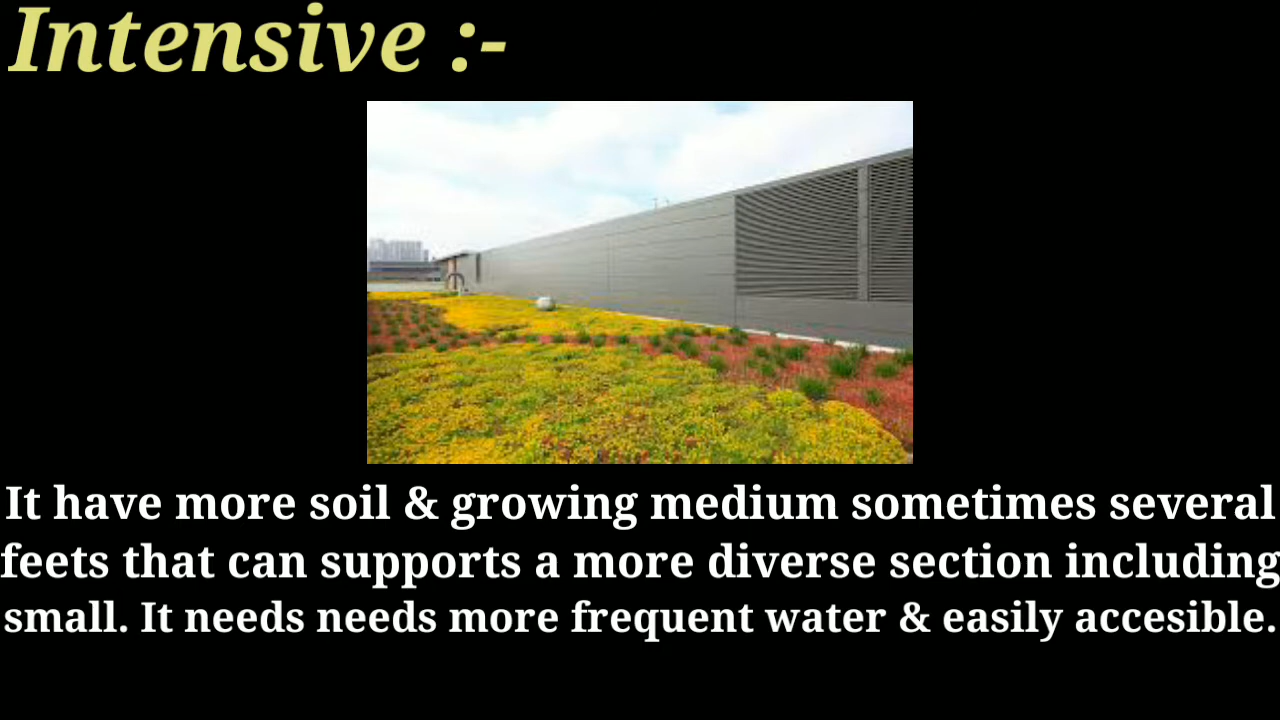 Intensive :-
It have more soil & growing medium sometimes several
feets that can supports a more diverse section including
small. It needs needs more frequent water & easily accesible.